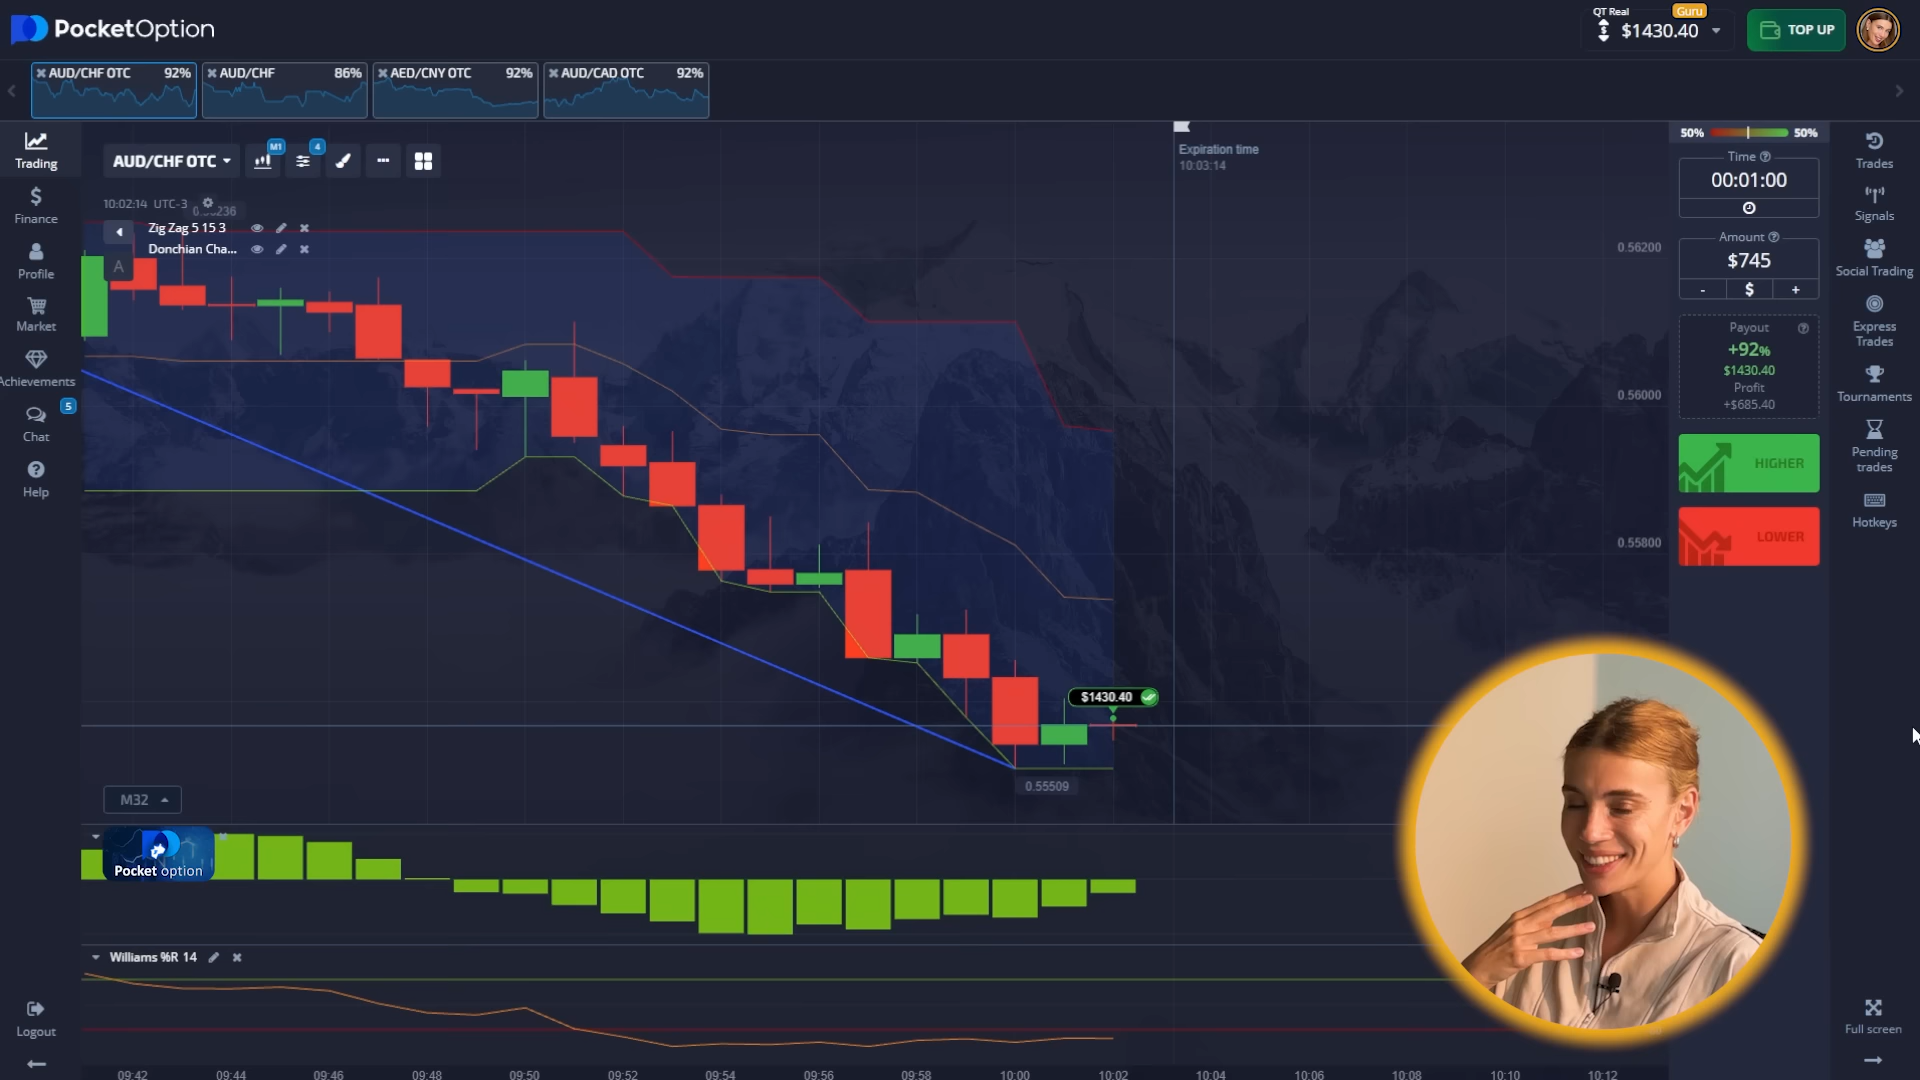 PocketOption
QT Real
Guru
$1430.40
TOP UP
AUD/CHF OTC 92%
AUD/CHF 86%
AED/CNY OTC 92%
AUD/CAD OTC 92%
Trading
Finance
Profile
Market
Achievements
5
Chat
Help
Logout
AUD/CHF OTC
M1
4
10:02:14 UTC-3
0.56236
Zig Zag 5 15 3
Donchian Cha...
A
Expiration time
10:03:14
0.56200
0.56000
0.55800
$1430.40
0.55509
M32
Pocket option
Williams %R 14
09:42 09:44 09:46 09:48 09:50 09:52 09:54 09:56 09:58 10:00 10:02 10:04 10:06 10:08 10:10 10:12
50% 50%
Time
00:01:00
Amount
$745
- $ +
Payout
+92%
$1430.40
Profit
+$685.40
HIGHER
LOWER
Trades
Signals
Social Trading
Express
Trades
Tournaments
Pending
trades
Hotkeys
Full screen